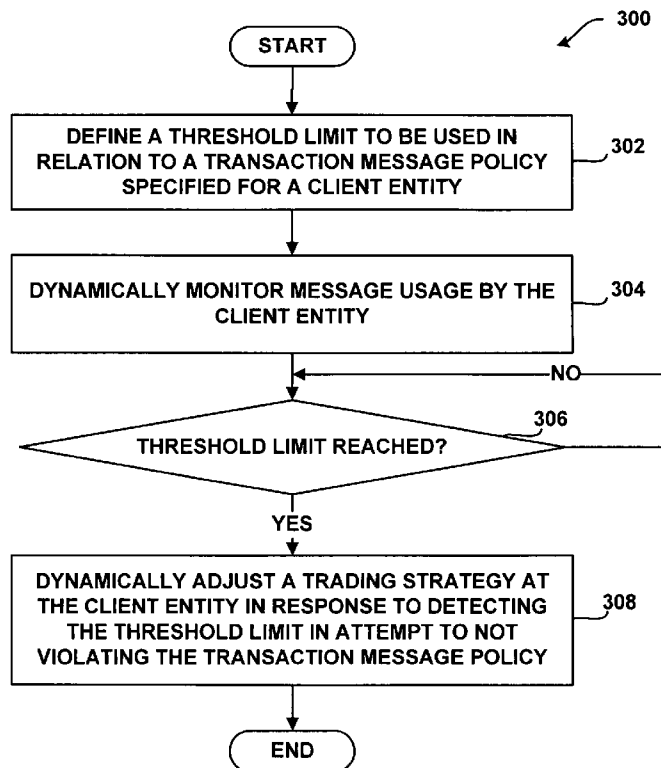 300
START
DEFINE A THRESHOLD LIMIT TO BE USED IN
RELATION TO A TRANSACTION MESSAGE POLICY
SPECIFIED FOR A CLIENT ENTITY
302
DYNAMICALLY MONITOR MESSAGE USAGE BY THE
CLIENT ENTITY
304
NO
306
THRESHOLD LIMIT REACHED?
YES
DYNAMICALLY ADJUST A TRADING STRATEGY AT
THE CLIENT ENTITY IN RESPONSE TO DETECTING
THE THRESHOLD LIMIT IN ATTEMPT TO NOT
VIOLATING THE TRANSACTION MESSAGE POLICY
308
END